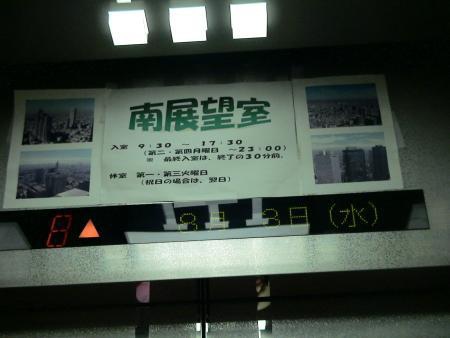 南展望室
入室 9:30 ～ 17:30
(第二・第四月曜日 ～23:00)
※ 最終入室は、終了の30分前。
休室 第一・第三火曜日
(祝日の場合は、翌日)
8月 3日 (水)